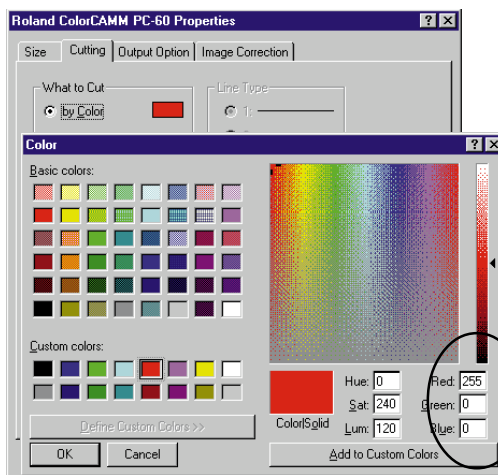 Roland ColorCAMM PC-60 Properties
Size Cutting Output Option Image Correction
What to Cut
by Color
Line Type
1:
Color
Basic colors:
Custom colors:
Define Custom Colors >>
OK Cancel
Color|Solid
Hue: 0
Sat: 240
Lum: 120
Red: 255
Green: 0
Blue: 0
Add to Custom Colors